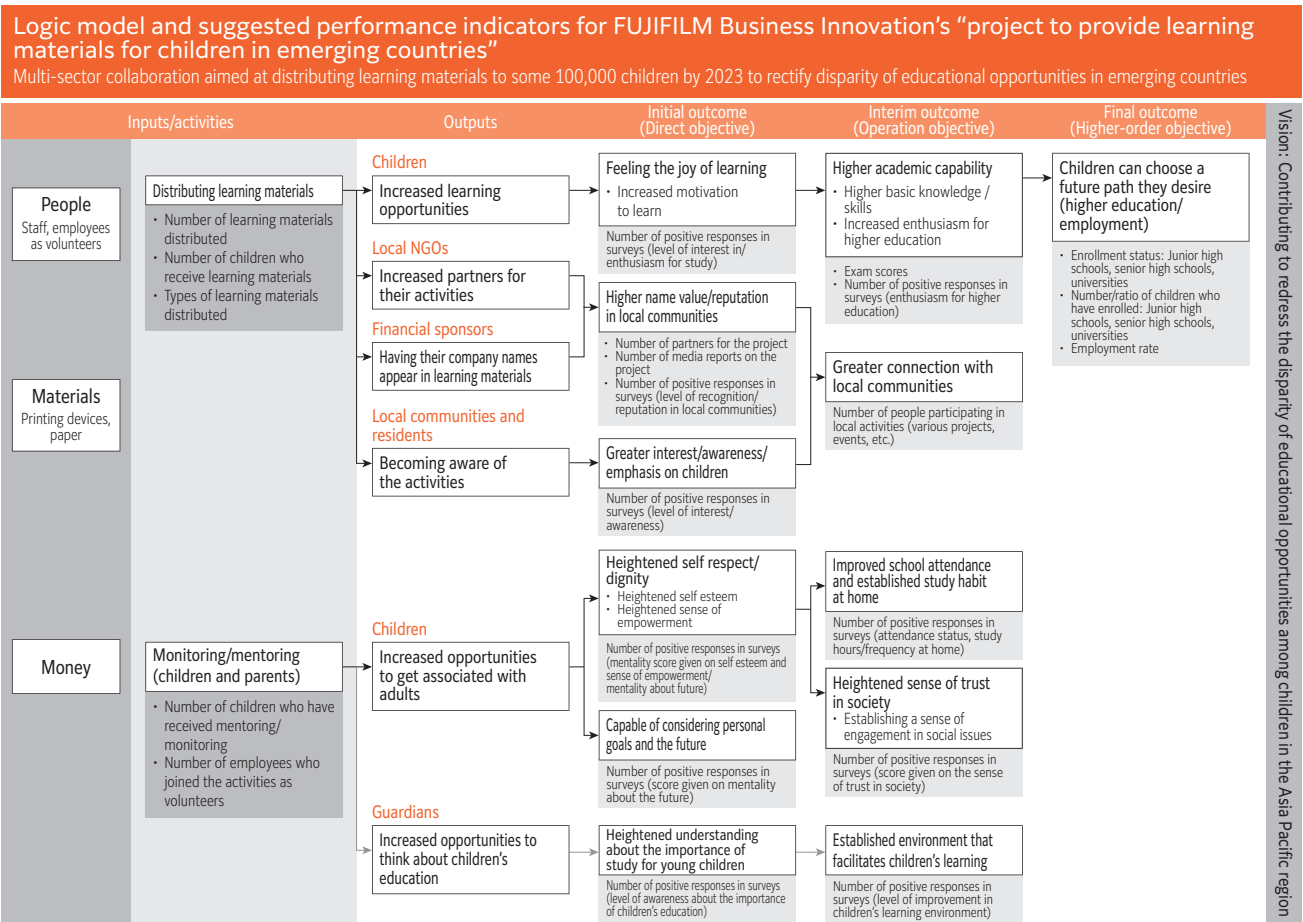 Logic model and suggested performance indicators for FUJIFILM Business Innovation's “project to provide learning
materials for children in emerging countries”
Multi-sector collaboration aimed at distributing learning materials to some 100,000 children by 2023 to rectify disparity of educational opportunities in emerging countries
Inputs/activities
Outputs
Initial outcome
(Direct objective)
Interim outcome
(Operation objective)
Final outcome
(Higher-order objective)
People
Staff, employees
as volunteers
Materials
Printing devices,
paper
Money
Distributing learning materials
• Number of learning materials
distributed
• Number of children who
receive learning materials
• Types of learning materials
distributed
Monitoring/mentoring
(children and parents)
• Number of children who have
received mentoring/
monitoring
• Number of employees who
joined the activities as
volunteers
Children
Increased learning
opportunities
Local NGOs
Increased partners for
their activities
Financial sponsors
Having their company names
appear in learning materials
Local communities and
residents
Becoming aware of
the activities
Children
Increased opportunities
to get associated with
adults
Guardians
Increased opportunities to
think about children's
education
Feeling the joy of learning
• Increased motivation
to learn
Number of positive responses in
surveys (level of interest in/
enthusiasm for study)
Higher name value/reputation
in local communities
• Number of partners for the project
• Number of media reports on the
project
• Number of positive responses in
surveys (level of recognition/
reputation in local communities)
Greater interest/awareness/
emphasis on children
Number of positive responses in
surveys (level of interest/
awareness)
Heightened self respect/
dignity
• Heightened self esteem
• Heightened sense of
empowerment
Number of positive responses in surveys
(mentality score given on self esteem and
sense of empowerment/
mentality about future)
Capable of considering personal
goals and the future
Number of positive responses in
surveys (score given on mentality
about the future)
Heightened understanding
about the importance of
study for young children
Number of positive responses in surveys
(level of awareness about the importance
of children's education)
Higher academic capability
• Higher basic knowledge /
skills
• Increased enthusiasm for
higher education
• Exam scores
• Number of positive responses in
surveys (enthusiasm for higher
education)
Greater connection with
local communities
Number of people participating in
local activities (various projects,
events, etc.)
Improved school attendance
and established study habit
at home
Number of positive responses in
surveys (attendance status, study
hours/frequency at home)
Heightened sense of trust
in society
• Establishing a sense of
engagement in social issues
Number of positive responses in
surveys (score given on the sense
of trust in society)
Established environment that
facilitates children's learning
Number of positive responses in
surveys (level of improvement in
children's learning environment)
Children can choose a
future path they desire
(higher education/
employment)
• Enrollment status: Junior high
schools, senior high schools,
universities
• Number/ratio of children who
have enrolled: Junior high
schools, senior high schools,
universities
• Employment rate
Vision: Contributing to redress the disparity of educational opportunities among children in the Asia Pacific region